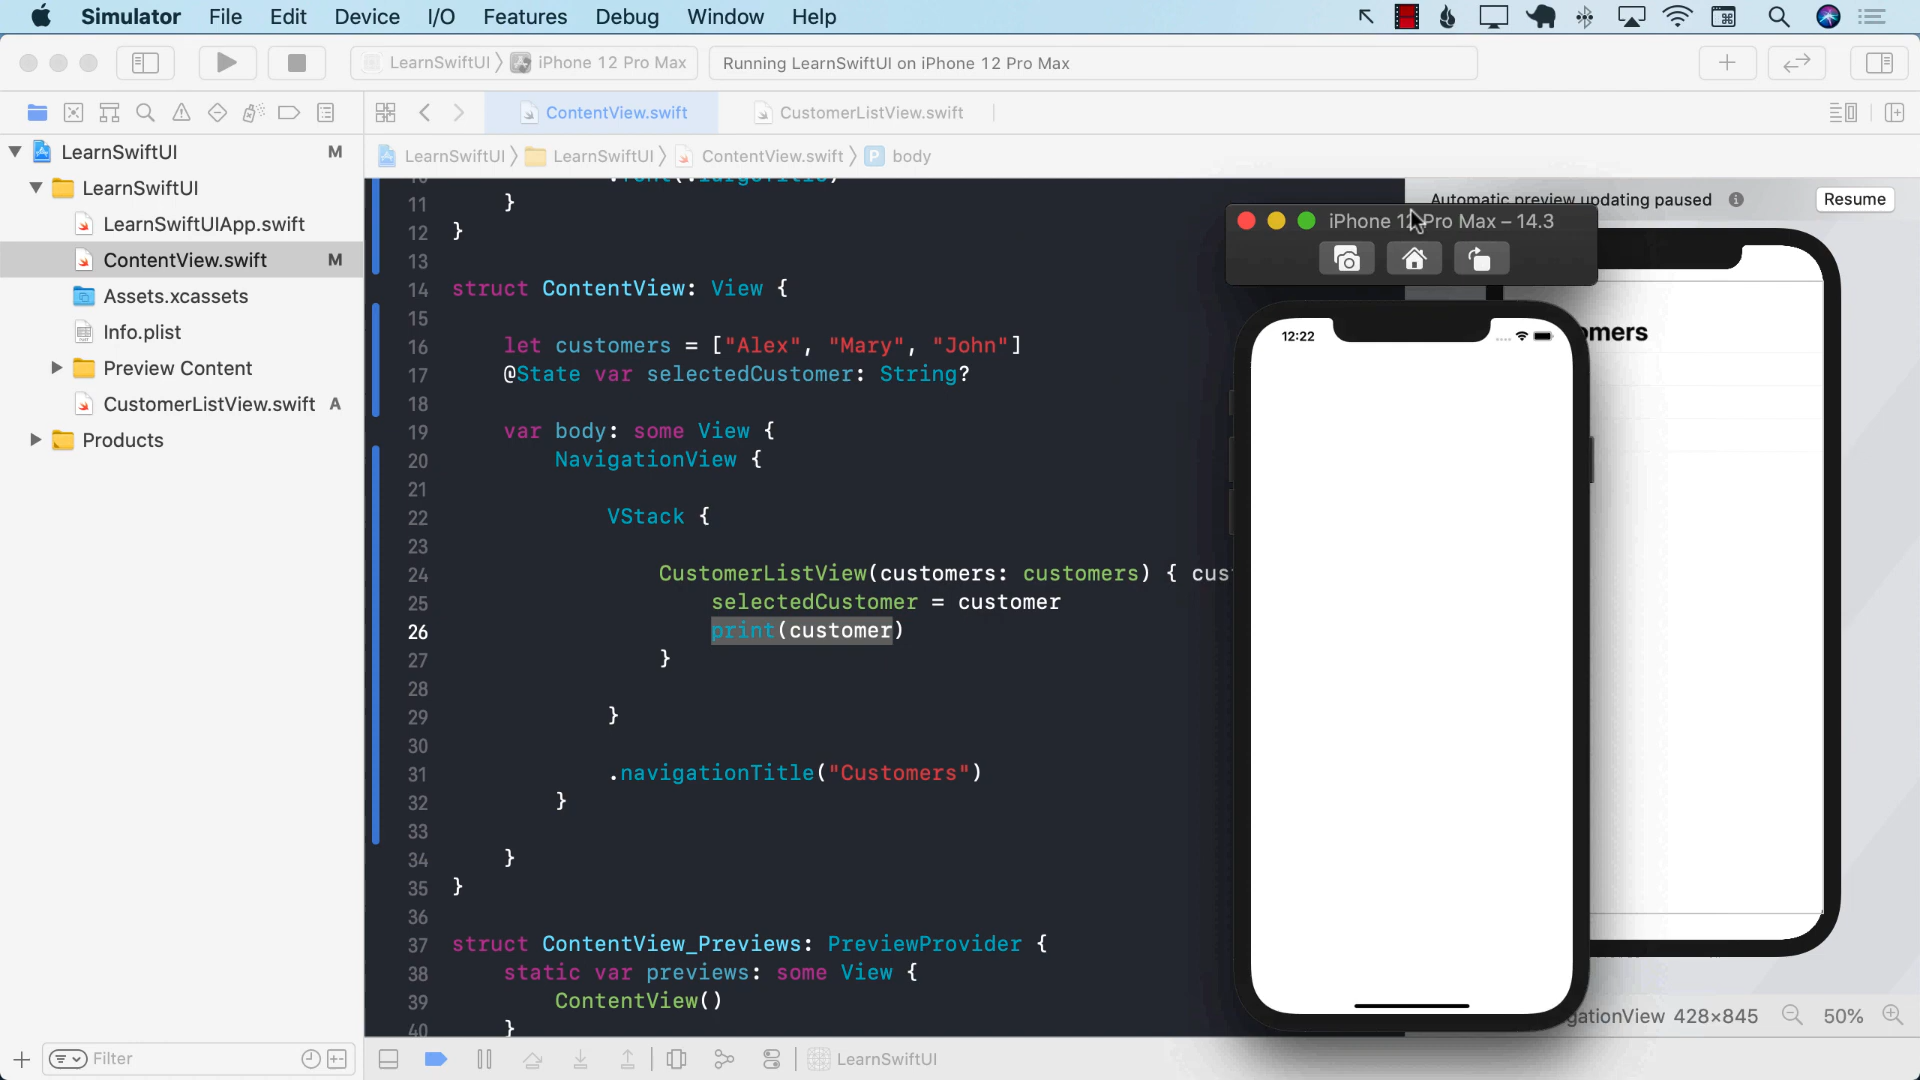 Simulator File Edit Device I/O Features Debug Window Help
LearnSwiftUI 〉 iPhone 12 Pro Max
Running LearnSwiftUI on iPhone 12 Pro Max
ContentView.swift
CustomerListView.swift
LearnSwiftUI 〉 LearnSwiftUI 〉 ContentView.swift 〉 P body
LearnSwiftUI M
LearnSwiftUI
LearnSwiftUIApp.swift
ContentView.swift M
Assets.xcassets
Info.plist
Preview Content
CustomerListView.swift A
Products
Filter
11 }
12 }
13
14 struct ContentView: View {
15
16 let customers = ["Alex", "Mary", "John"]
17 @State var selectedCustomer: String?
18
19 var body: some View {
20 NavigationView {
21
22 VStack {
23
24 CustomerListView(customers: customers) { cus
25 selectedCustomer = customer
26 print(customer)
27 }
28
29 }
30
31 .navigationTitle("Customers")
32 }
33
34 }
35 }
36
37 struct ContentView_Previews: PreviewProvider {
38 static var previews: some View {
39 ContentView()
40 }
LearnSwiftUI
Automatic preview updating paused Resume
iPhone 12 Pro Max – 14.3
12:22
omers
gationView 428×845 50%